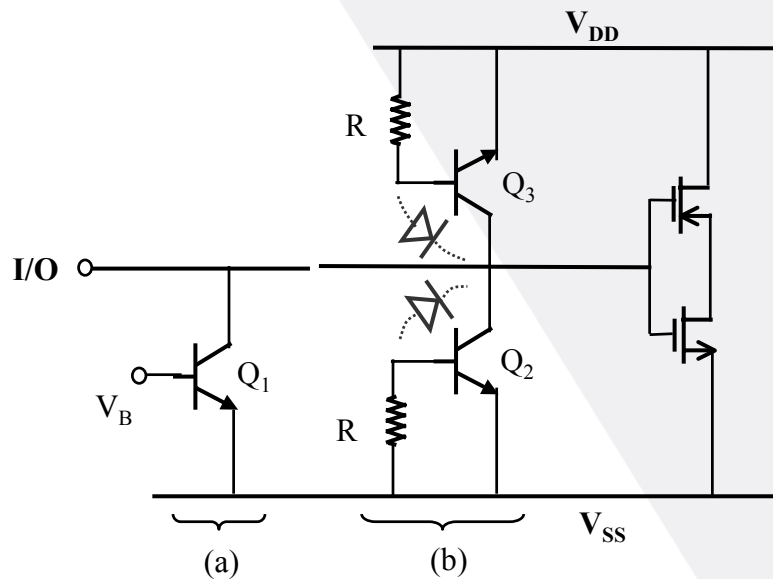 V_DD
R
Q_3
I/O
Q_1
V_B
Q_2
R
V_SS
(a)
(b)